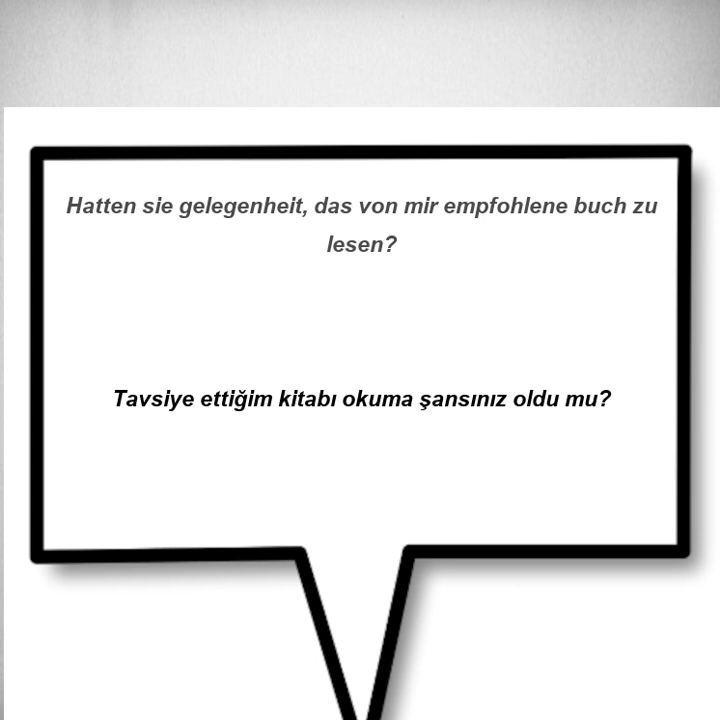 Hatten sie gelegenheit, das von mir empfohlene buch zu
lesen?
Tavsiye ettiğim kitabı okuma şansınız oldu mu?